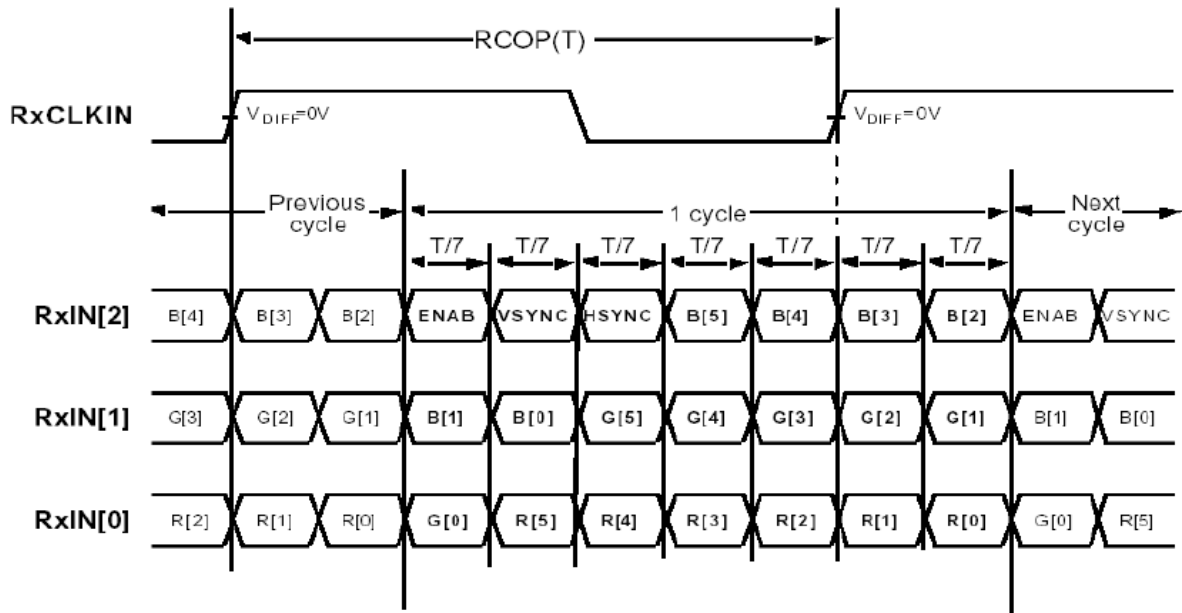 RCOP(T)
RxCLKIN
V_DIFF=0V V_DIFF=0V
Previous cycle
1 cycle
Next cycle
T/7 T/7 T/7 T/7 T/7 T/7 T/7
RxIN[2] B[4] B[3] B[2] ENAB VSYNC HSYNC B[5] B[4] B[3] B[2] ENAB VSYNC
RxIN[1] G[3] G[2] G[1] B[1] B[0] G[5] G[4] G[3] G[2] G[1] B[1] B[0]
RxIN[0] R[2] R[1] R[0] G[0] R[5] R[4] R[3] R[2] R[1] R[0] G[0] R[5]